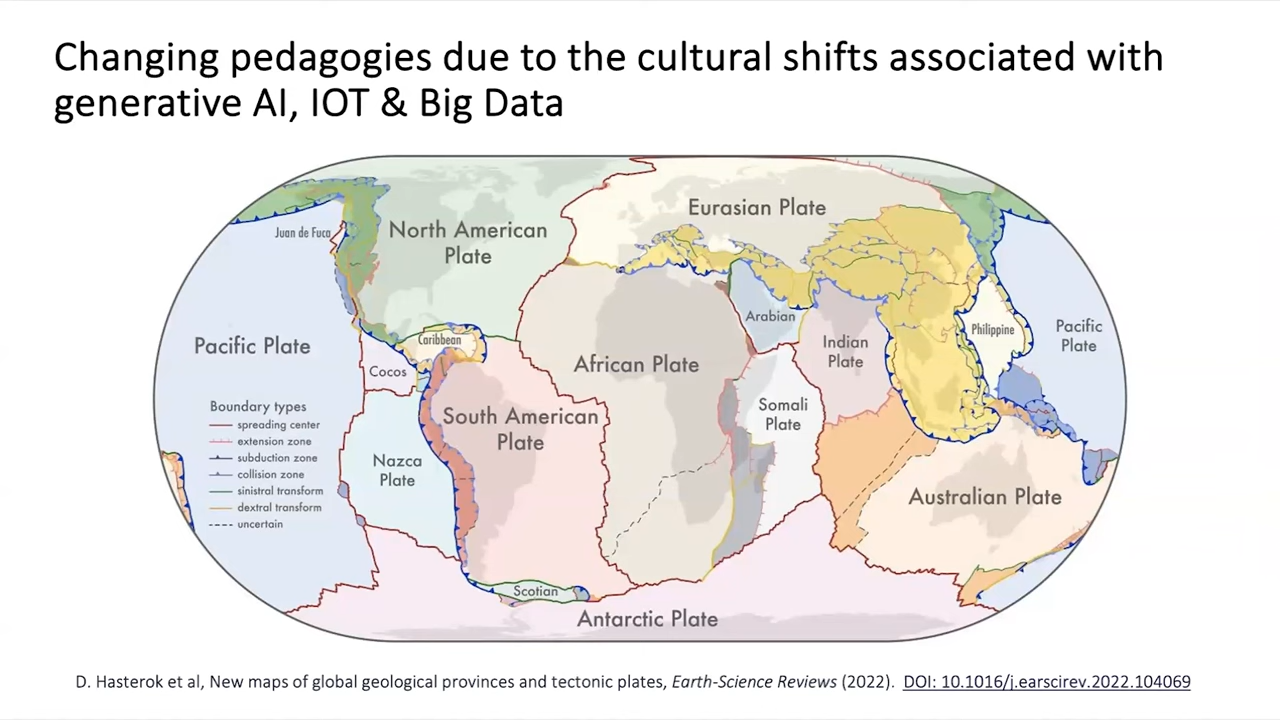 Changing pedagogies due to the cultural shifts associated with
generative AI, IOT & Big Data
Juan de Fuca
North American
Plate
Eurasian Plate
Pacific Plate
Caribbean
Cocos
African Plate
Arabian
Indian
Plate
Philippine
Pacific
Plate
Boundary types
spreading center
extension zone
subduction zone
collision zone
sinistral transform
dextral transform
uncertain
Nazca
Plate
South American
Plate
Somali
Plate
Australian Plate
Scotian
Antarctic Plate
D. Hasterok et al, New maps of global geological provinces and tectonic plates, Earth-Science Reviews (2022). DOI: 10.1016/j.earscirev.2022.104069